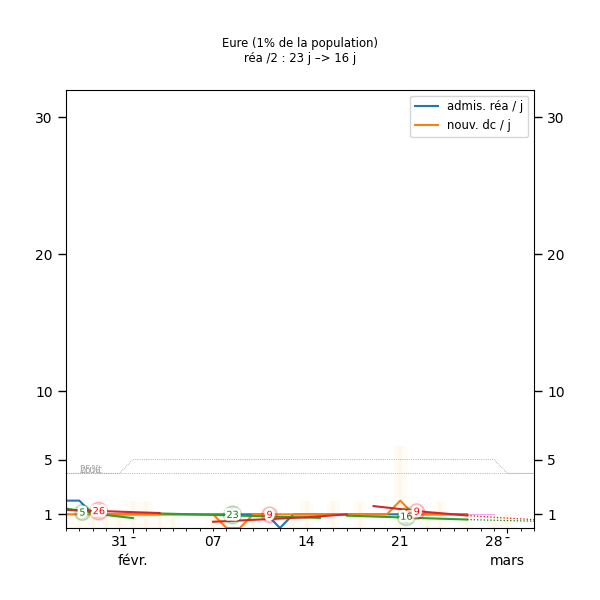 Eure (1% de la population)
réa /2 : 23 j –> 16 j
admis. réa / j
nouv. dc / j
30 30
20 20
10 10
5 5
5 26 23 9 16 9
1 1
31 07 14 21 28
févr. mars